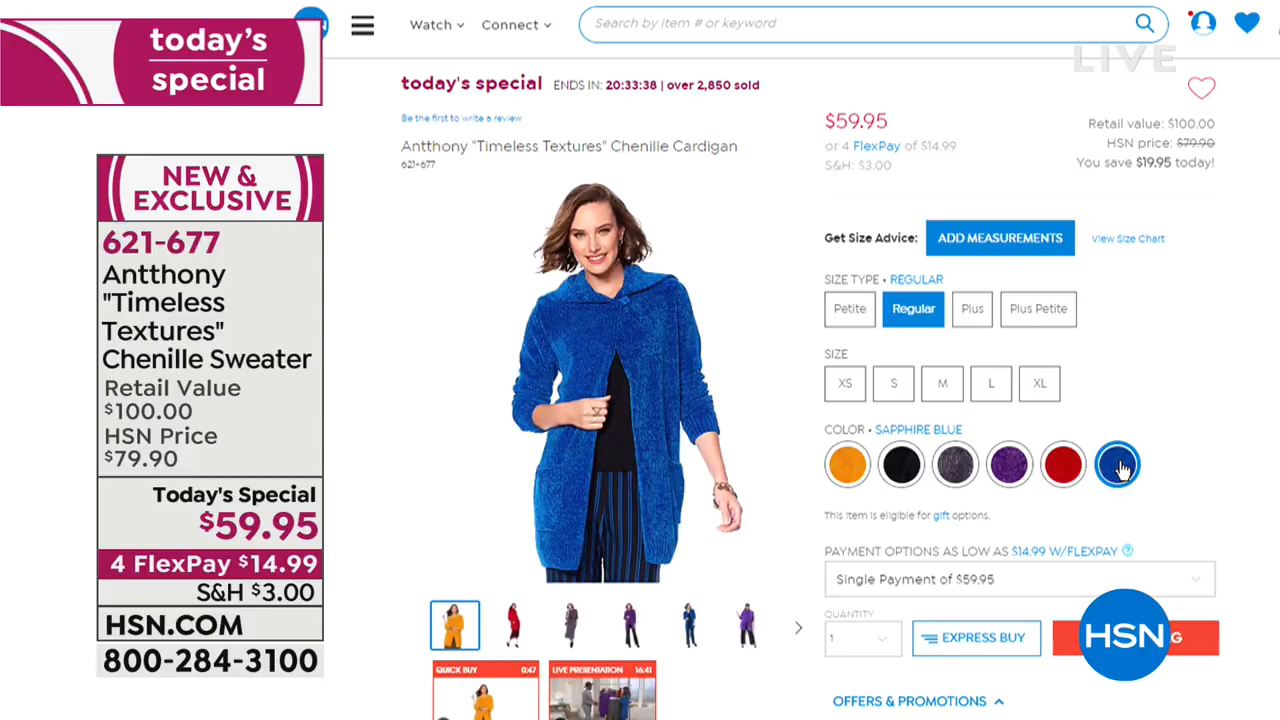 today's
special
Watch
Connect
Search by item # or keyword
LIVE
NEW &
EXCLUSIVE
621-677
Antthony
"Timeless
Textures"
Chenille Sweater
Retail Value
$100.00
HSN Price
$79.90
Today's Special
$59.95
4 FlexPay $14.99
S&H $3.00
HSN.COM
800-284-3100
today's special ENDS IN: 20:33:38 | over 2,850 sold
Be the first to write a review
Antthony "Timeless Textures" Chenille Cardigan
621-677
$59.95
or 4 FlexPay of $14.99
S&H: $3.00
Retail value: $100.00
HSN price: $79.90
You save $19.95 today!
Get Size Advice: ADD MEASUREMENTS View Size Chart
SIZE TYPE • REGULAR
Petite Regular Plus Plus Petite
SIZE
XS S M L XL
COLOR • SAPPHIRE BLUE
This item is eligible for gift options.
PAYMENT OPTIONS AS LOW AS $14.99 W/FLEXPAY ?
Single Payment of $59.95
QUANTITY
1 EXPRESS BUY
HSN
G
QUICK BUY 0:47
LIVE PRESENTATION 16:41
OFFERS & PROMOTIONS